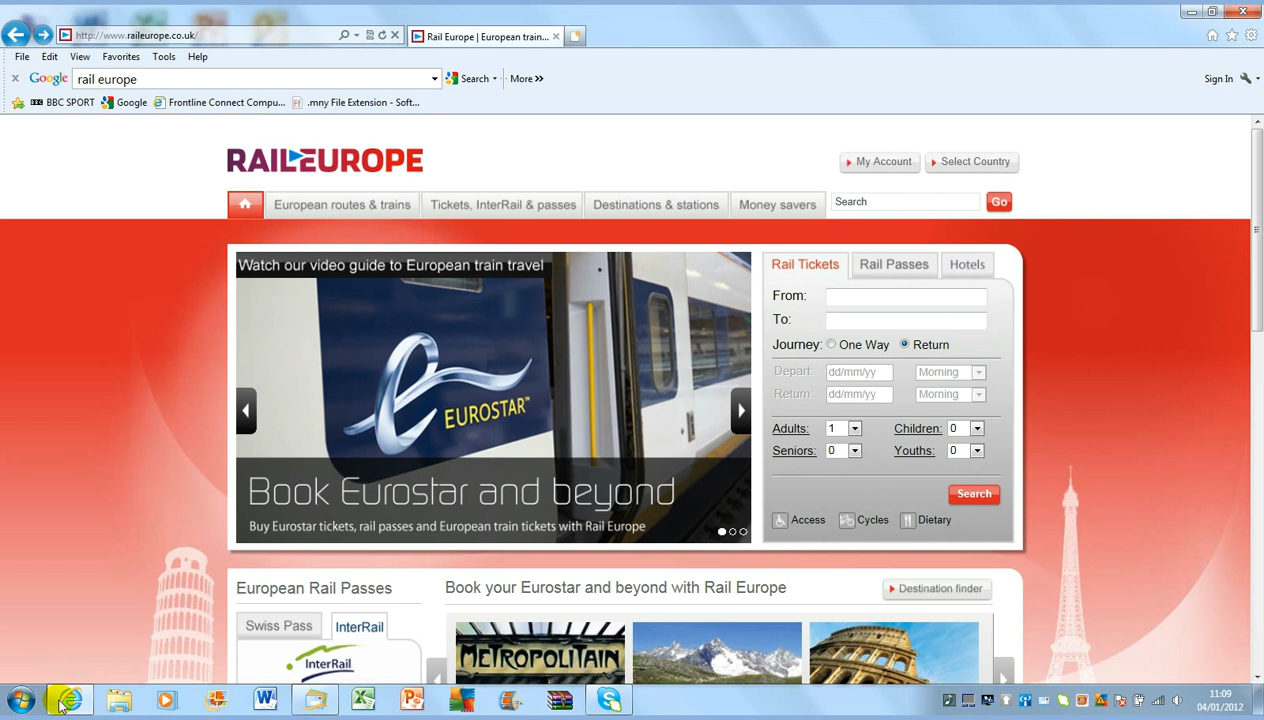 http://www.raileurope.co.uk/
Rail Europe | European train...
File Edit View Favorites Tools Help
Google rail europe Search More Sign In
BBC SPORT Google Frontline Connect Compu... .mny File Extension - Soft...
RAILEUROPE
My Account Select Country
European routes & trains Tickets, InterRail & passes Destinations & stations Money savers Search Go
Watch our video guide to European train travel
EUROSTAR™
Book Eurostar and beyond
Buy Eurostar tickets, rail passes and European train tickets with Rail Europe
Rail Tickets Rail Passes Hotels
From:
To:
Journey: One Way Return
Depart: dd/mm/yy Morning
Return: dd/mm/yy Morning
Adults: 1 Children: 0
Seniors: 0 Youths: 0
Search
Access Cycles Dietary
European Rail Passes
Swiss Pass InterRail
InterRail
Book your Eurostar and beyond with Rail Europe
Destination finder
METROPOLITAIN
11:09
04/01/2012